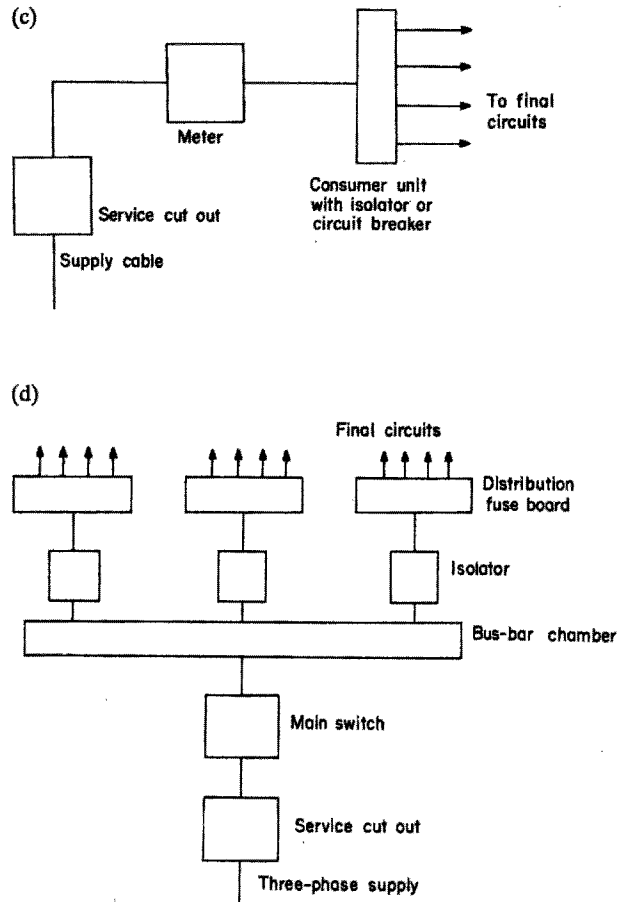 (c)
Meter
To final
circuits
Consumer unit
with isolator or
circuit breaker
Service cut out
Supply cable
(d)
Final circuits
Distribution
fuse board
Isolator
Bus-bar chamber
Main switch
Service cut out
Three-phase supply